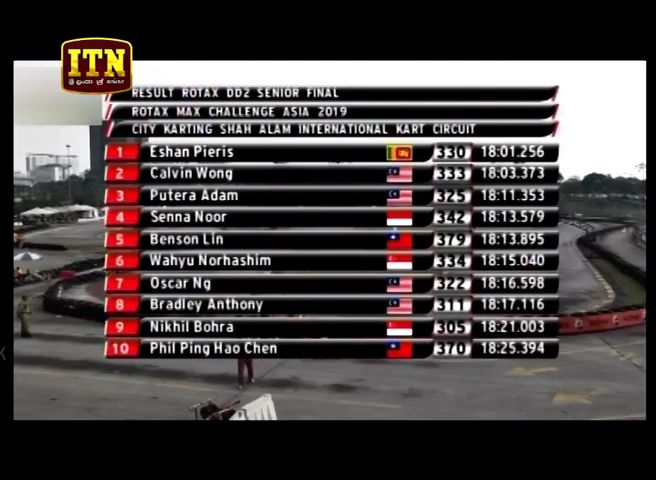 ITN
ශ්‍රී ලංකා ශ්‍රී සාරා
RESULT ROTAX DD2 SENIOR FINAL
ROTAX MAX CHALLENGE ASIA 2019
CITY KARTING SHAH ALAM INTERNATIONAL KART CIRCUIT
1 Eshan Pieris 330 18:01.256
2 Calvin Wong 333 18:03.373
3 Putera Adam 325 18:11.353
4 Senna Noor 342 18:13.579
5 Benson Lin 379 18:13.895
6 Wahyu Norhashim 334 18:15.040
7 Oscar Ng 322 18:16.598
8 Bradley Anthony 311 18:17.116
9 Nikhil Bohra 305 18:21.003
10 Phil Ping Hao Chen 370 18:25.394